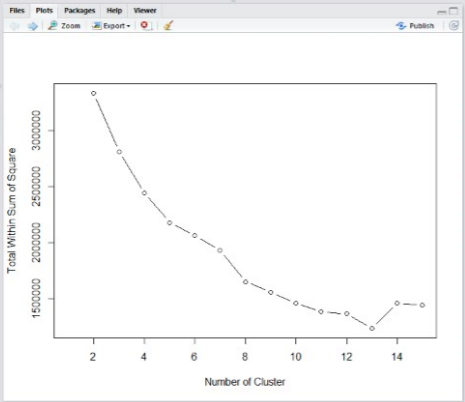 Files Plots Packages Help Viewer
Zoom Export Publish
Total Within Sum of Square
3000000
2500000
2000000
1500000
2 4 6 8 10 12 14
Number of Cluster